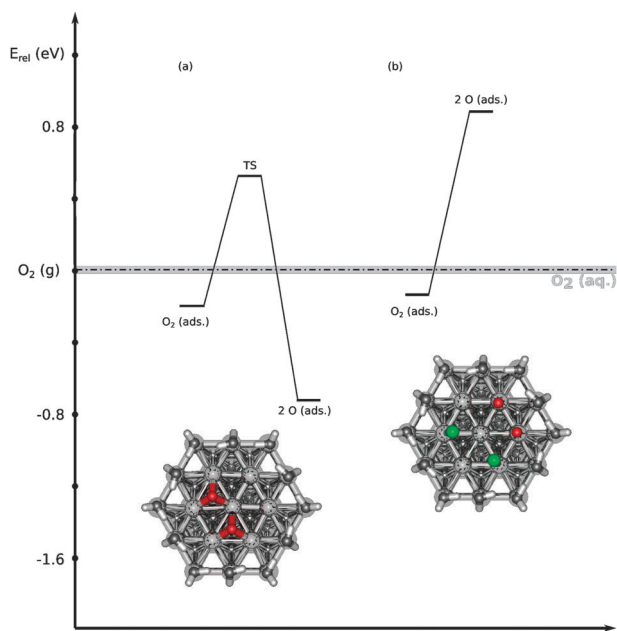 E_rel (eV)
(a)
(b)
2 O (ads.)
0.8
TS
O₂ (g)
O₂ (aq.)
O₂ (ads.)
O₂ (ads.)
2 O (ads.)
-0.8
-1.6